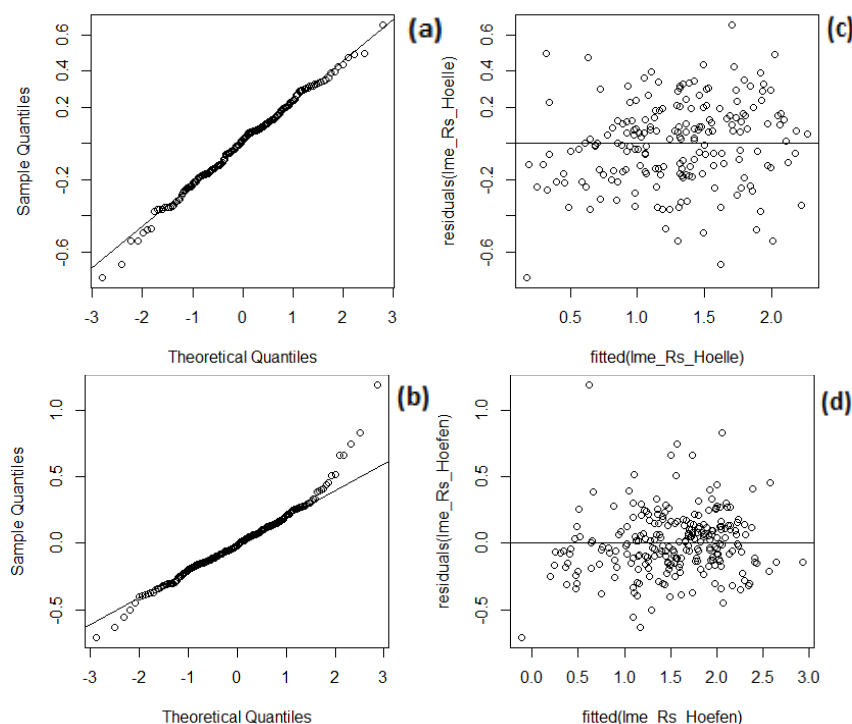 (a)
Sample Quantiles
0.6
0.2
-0.2
-0.6
-3 -2 -1 0 1 2 3
Theoretical Quantiles
(c)
residuals(lme_Rs_Hoelle)
0.6
0.2
-0.2
-0.6
0.5 1.0 1.5 2.0
fitted(lme_Rs_Hoelle)
(b)
Sample Quantiles
1.0
0.5
0.0
-0.5
-3 -2 -1 0 1 2 3
Theoretical Quantiles
(d)
residuals(lme_Rs_Hoefen)
1.0
0.5
0.0
-0.5
0.0 0.5 1.0 1.5 2.0 2.5 3.0
fitted(lme_Rs_Hoefen)